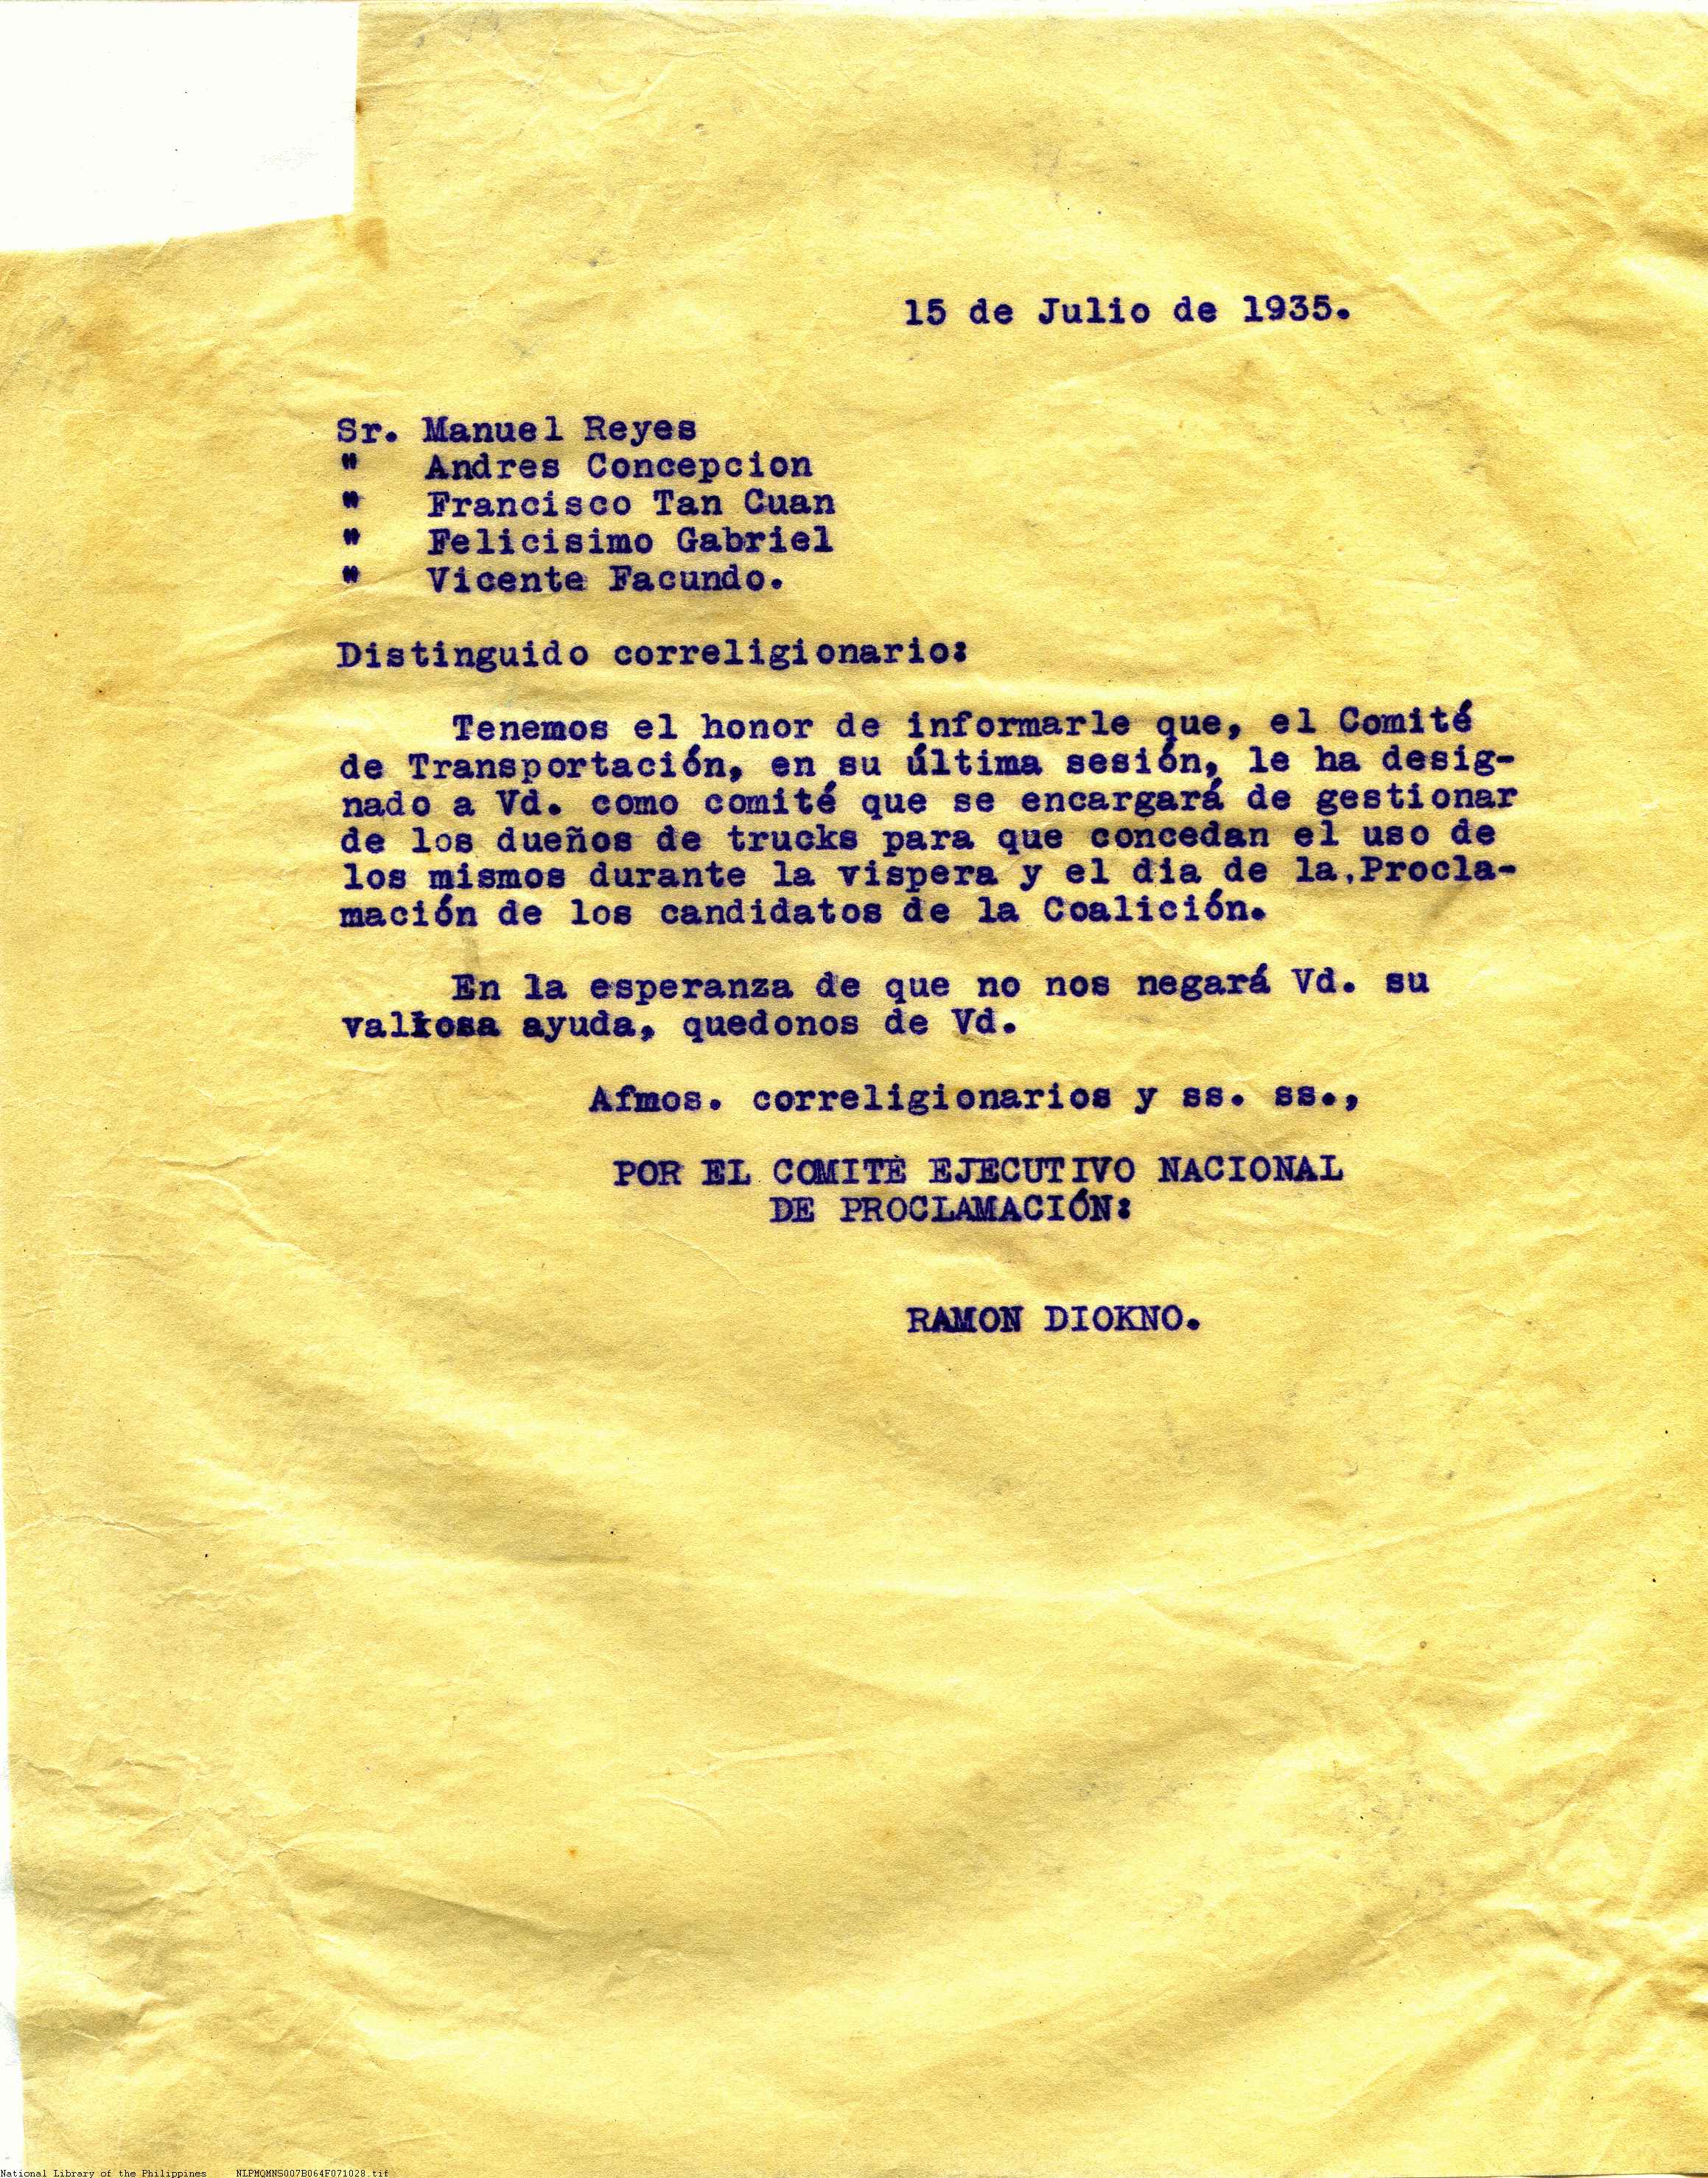 15 de Julio de 1935.
Sr. Manuel Reyes
" Andres Concepcion
" Francisco Tan Cuan
" Felicisimo Gabriel
" Vicente Facundo.
Distinguido correligionario:
Tenemos el honor de informarle que, el Comité
de Transportación, en su última sesión, le ha desig-
nado a Vd. como comité que se encargará de gestionar
de los dueños de trucks para que concedan el uso de
los mismos durante la vispera y el dia de la.Procla-
mación de los candidatos de la Coalición.
En la esperanza de que no nos negará Vd. su
valiosa ayuda, quedonos de Vd.
Afmos. correligionarios y ss. ss.,
POR EL COMITÉ EJECUTIVO NACIONAL
DE PROCLAMACIÓN:
RAMON DIOKNO.
National Library of the Philippines NLPMQMNS007B064F071028.tif